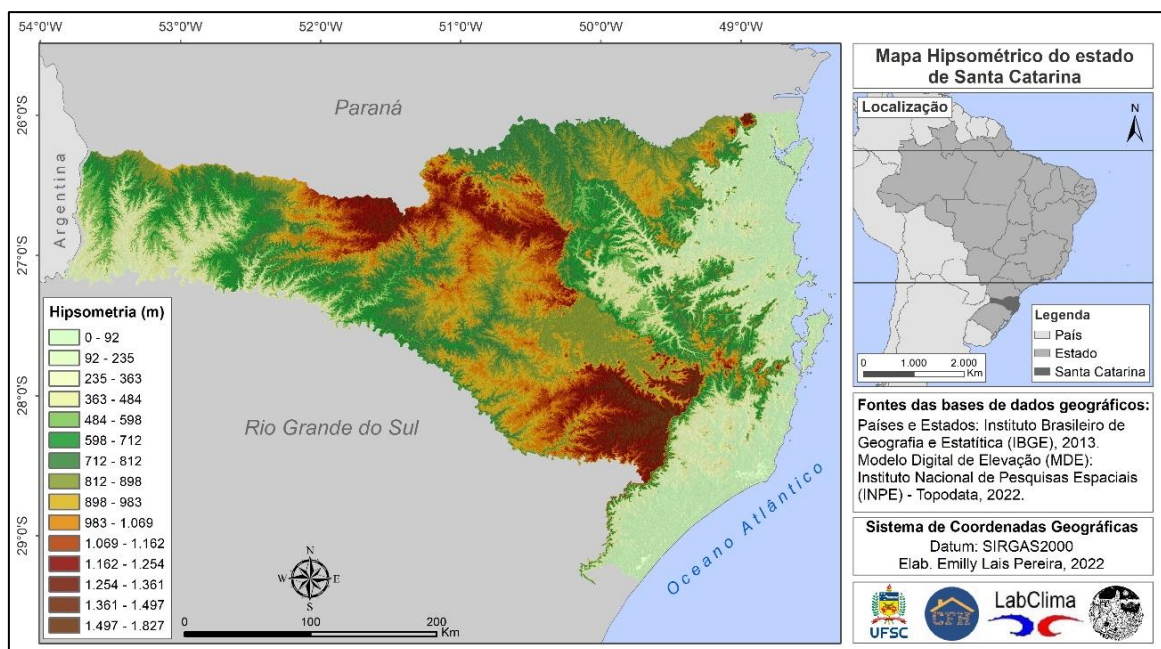 54°0'W
53°0'W
52°0'W
51°0'W
50°0'W
49°0'W
26°0'S
27°0'S
28°0'S
29°0'S
Paraná
Argentina
Rio Grande do Sul
Oceano Atlântico
Hipsometria (m)
0 - 92
92 - 235
235 - 363
363 - 484
484 - 598
598 - 712
712 - 812
812 - 898
898 - 983
983 - 1.069
1.069 - 1.162
1.162 - 1.254
1.254 - 1.361
1.361 - 1.497
1.497 - 1.827
N
W E
S
0 100 200
Km
Mapa Hipsométrico do estado
de Santa Catarina
Localização
N
Legenda
País
Estado
Santa Catarina
0 1.000 2.000
Km
Fontes das bases de dados geográficos:
Países e Estados: Instituto Brasileiro de
Geografia e Estatítica (IBGE), 2013.
Modelo Digital de Elevação (MDE):
Instituto Nacional de Pesquisas Espaciais
(INPE) - Topodata, 2022.
Sistema de Coordenadas Geográficas
Datum: SIRGAS2000
Elab. Emilly Lais Pereira, 2022
UFSC
CFH
LabClima